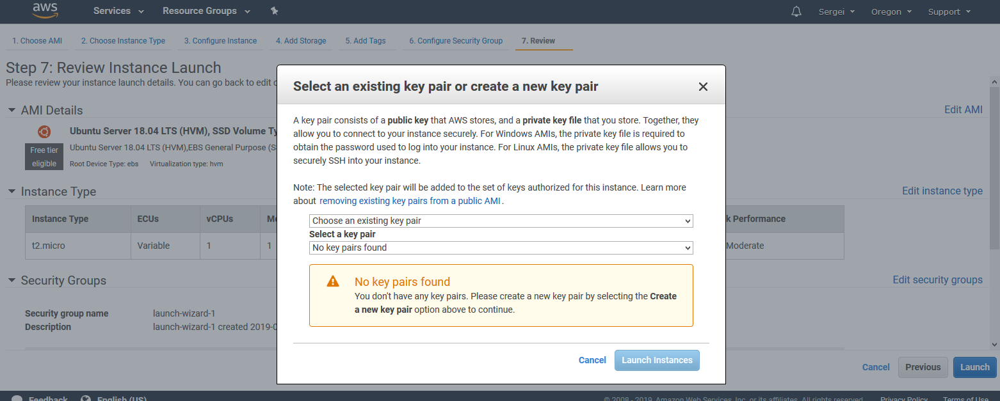 aws Services Resource Groups Sergei Oregon Support
1. Choose AMI 2. Choose Instance Type 3. Configure Instance 4. Add Storage 5. Add Tags 6. Configure Security Group 7. Review
Step 7: Review Instance Launch
Please review your instance launch details. You can go back to edit
AMI Details Edit AMI
Ubuntu Server 18.04 LTS (HVM), SSD Volume Ty
Free tier
eligible
Ubuntu Server 18.04 LTS (HVM),EBS General Purpose (S
Root Device Type: ebs Virtualization type: hvm
Instance Type Edit instance type
Instance Type ECUs vCPUs Me k Performance
t2.micro Variable 1 1 Moderate
Security Groups Edit security groups
Security group name launch-wizard-1
Description launch-wizard-1 created 2019-0
Select an existing key pair or create a new key pair
A key pair consists of a public key that AWS stores, and a private key file that you store. Together, they
allow you to connect to your instance securely. For Windows AMIs, the private key file is required to
obtain the password used to log into your instance. For Linux AMIs, the private key file allows you to
securely SSH into your instance.
Note: The selected key pair will be added to the set of keys authorized for this instance. Learn more
about removing existing key pairs from a public AMI .
Choose an existing key pair
Select a key pair
No key pairs found
No key pairs found
You don't have any key pairs. Please create a new key pair by selecting the Create
a new key pair option above to continue.
Cancel Launch Instances
Cancel Previous Launch
Feedback English (US) © 2008 - 2019, Amazon Web Services, Inc. or its affiliates. All rights reserved. Privacy Policy Terms of Use